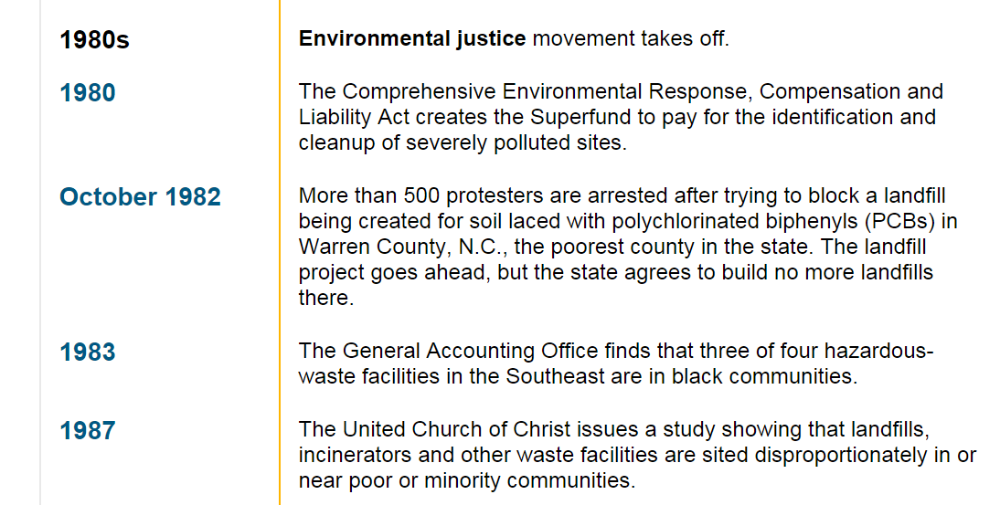 1980s
Environmental justice movement takes off.
1980
The Comprehensive Environmental Response, Compensation and
Liability Act creates the Superfund to pay for the identification and
cleanup of severely polluted sites.
October 1982
More than 500 protesters are arrested after trying to block a landfill
being created for soil laced with polychlorinated biphenyls (PCBs) in
Warren County, N.C., the poorest county in the state. The landfill
project goes ahead, but the state agrees to build no more landfills
there.
1983
The General Accounting Office finds that three of four hazardous-
waste facilities in the Southeast are in black communities.
1987
The United Church of Christ issues a study showing that landfills,
incinerators and other waste facilities are sited disproportionately in or
near poor or minority communities.